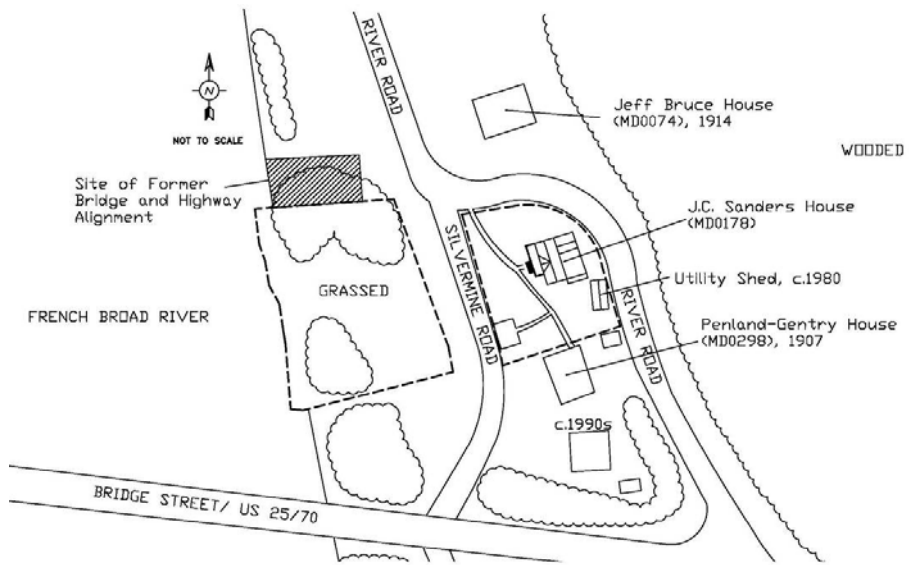 RIVER ROAD
N
NOT TO SCALE
Jeff Bruce House
(MD0074), 1914
WOODED
Site of Former
Bridge and Highway
Alignment
J.C. Sanders House
(MD0178)
SILVERMINE ROAD
GRASSED
Utility Shed, c.1980
FRENCH BROAD RIVER
RIVER ROAD
Penland-Gentry House
(MD0298), 1907
c.1990s
BRIDGE STREET/ US 25/70